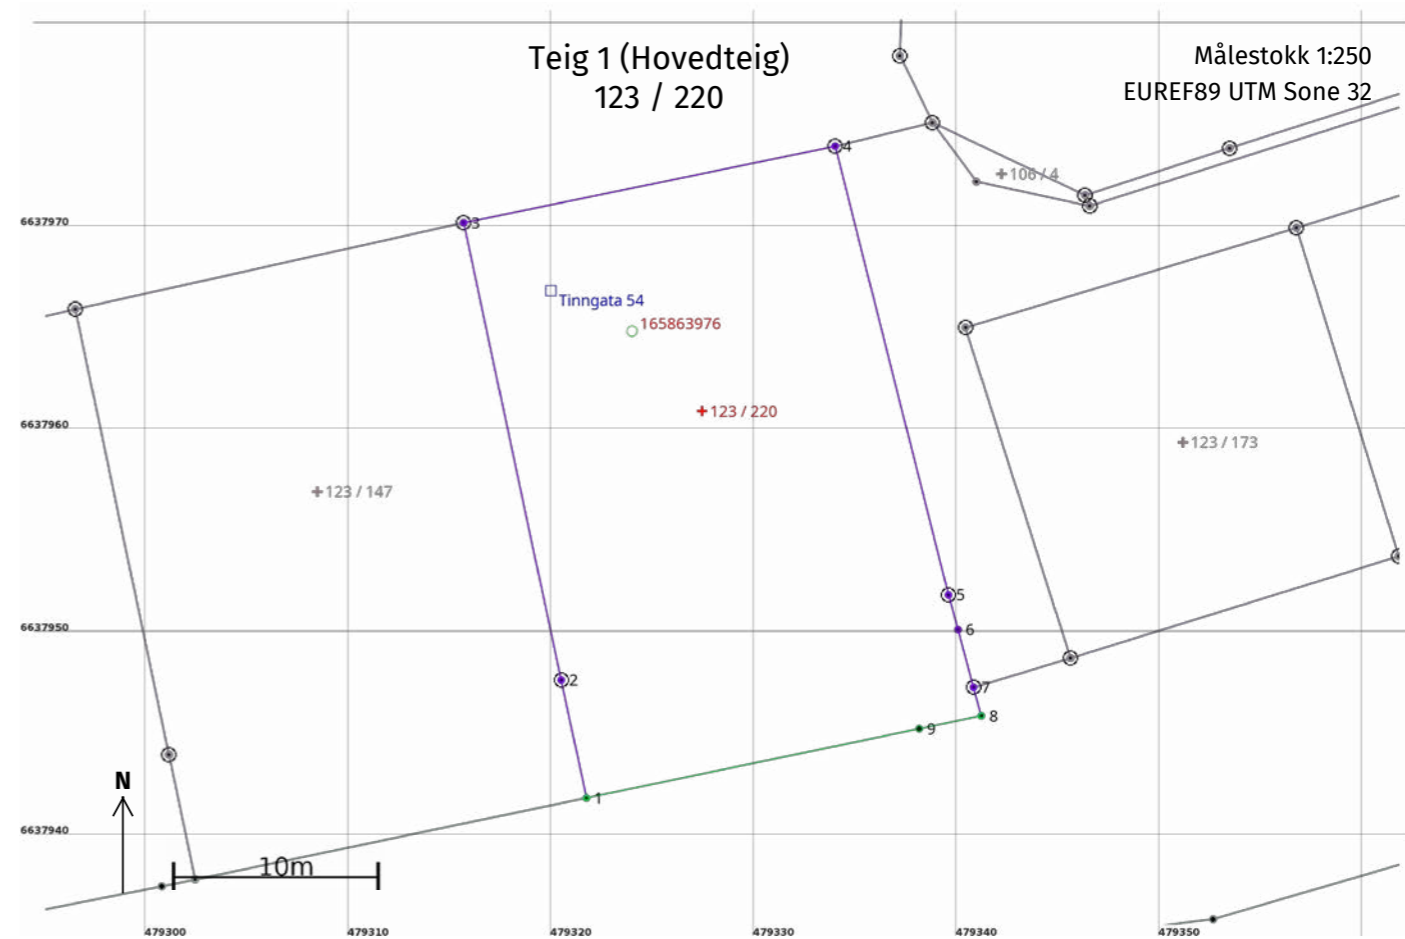 Teig 1 (Hovedteig)
123 / 220
Målestokk 1:250
EUREF89 UTM Sone 32
4
106 / 4
6637970
3
Tinngata 54
165863976
123 / 220
6637960
123 / 173
123 / 147
5
6
6637950
2
7
8
9
N
1
6637940
10m
479300
479310
479320
479330
479340
479350